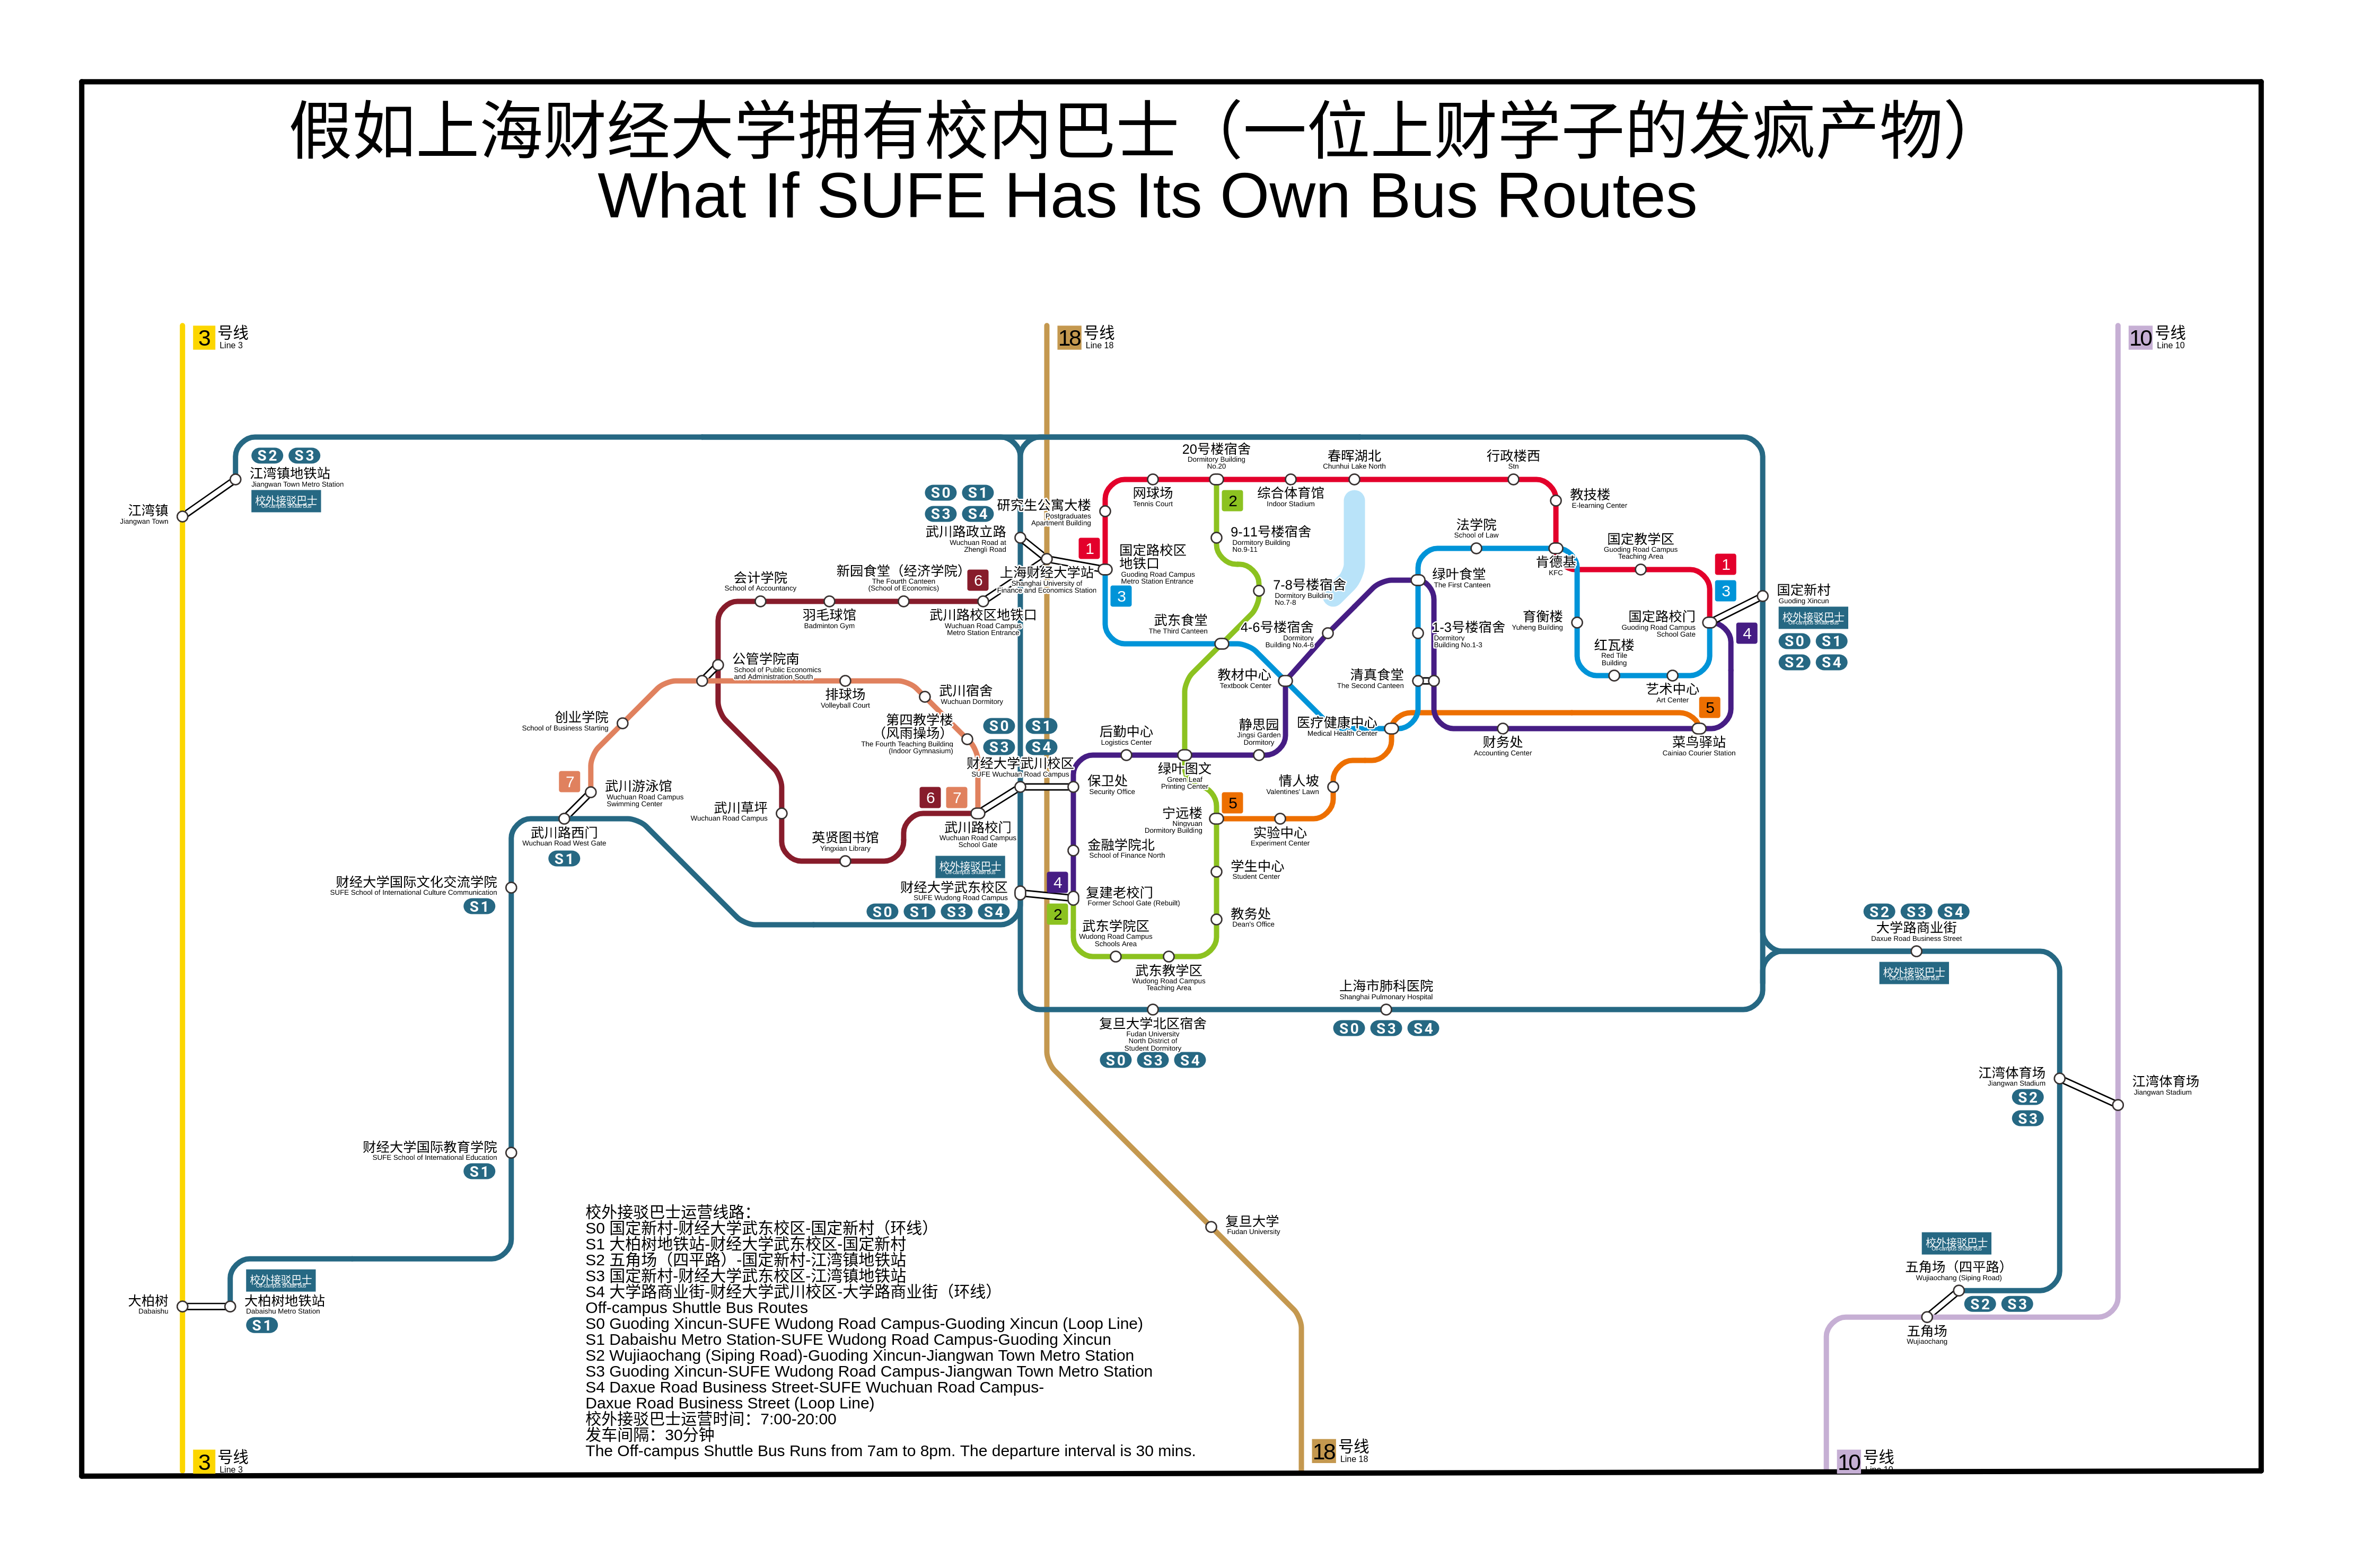 假如上海财经大学拥有校内巴士（一位上财学子的发疯产物）
What If SUFE Has Its Own Bus Routes
3 号线
Line 3
18 号线
Line 18
10 号线
Line 10
S2 S3
江湾镇地铁站
Jiangwan Town Metro Station
校外接驳巴士
Off-campus Shuttle Bus
江湾镇
Jiangwan Town
S0 S1
S3 S4
武川路政立路
Wuchuan Road at
Zhengli Road
研究生公寓大楼
Postgraduates
Apartment Building
网球场
Tennis Court
20号楼宿舍
Dormitory Building
No.20
2
综合体育馆
Indoor Stadium
春晖湖北
Chunhui Lake North
行政楼西
Stn
教技楼
E-learning Center
1
国定路校区
地铁口
Guoding Road Campus
Metro Station Entrance
3
9-11号楼宿舍
Dormitory Building
No.9-11
法学院
School of Law
肯德基
KFC
国定教学区
Guoding Road Campus
Teaching Area
1
3
国定新村
Guoding Xincun
校外接驳巴士
Off-campus Shuttle Bus
S0 S1
S2 S4
上海财经大学站
Shanghai University of
Finance and Economics Station
会计学院
School of Accountancy
羽毛球馆
Badminton Gym
新园食堂（经济学院）
The Fourth Canteen
(School of Economics)
6
武川路校区地铁口
Wuchuan Road Campus
Metro Station Entrance
7-8号楼宿舍
Dormitory Building
No.7-8
绿叶食堂
The First Canteen
武东食堂
The Third Canteen
4-6号楼宿舍
Dormitory
Building No.4-6
1-3号楼宿舍
Dormitory
Building No.1-3
育衡楼
Yuheng Building
国定路校门
Guoding Road Campus
School Gate
4
红瓦楼
Red Tile
Building
艺术中心
Art Center
公管学院南
School of Public Economics
and Administration South
排球场
Volleyball Court
武川宿舍
Wuchuan Dormitory
教材中心
Textbook Center
清真食堂
The Second Canteen
创业学院
School of Business Starting
第四教学楼
（风雨操场）
The Fourth Teaching Building
(Indoor Gymnasium)
S0 S1
S3 S4
财经大学武川校区
SUFE Wuchuan Road Campus
后勤中心
Logistics Center
静思园
Jingsi Garden
Dormitory
医疗健康中心
Medical Health Center
财务处
Accounting Center
5
菜鸟驿站
Cainiao Courier Station
7
武川游泳馆
Wuchuan Road Campus
Swimming Center
武川路西门
Wuchuan Road West Gate
S1
武川草坪
Wuchuan Road Campus
英贤图书馆
Yingxian Library
6 7
武川路校门
Wuchuan Road Campus
School Gate
校外接驳巴士
Off-campus Shuttle Bus
保卫处
Security Office
绿叶图文
Green Leaf
Printing Center
情人坡
Valentines' Lawn
宁远楼
Ningyuan
Dormitory Building
5
实验中心
Experiment Center
金融学院北
School of Finance North
学生中心
Student Center
财经大学国际文化交流学院
SUFE School of International Culture Communication
S1
财经大学武东校区
SUFE Wudong Road Campus
S0 S1 S3 S4
4
2
复建老校门
Former School Gate (Rebuilt)
教务处
Dean's Office
武东学院区
Wudong Road Campus
Schools Area
武东教学区
Wudong Road Campus
Teaching Area
S2 S3 S4
大学路商业街
Daxue Road Business Street
校外接驳巴士
Off-campus Shuttle Bus
复旦大学北区宿舍
Fudan University
North District of
Student Dormitory
S0 S3 S4
上海市肺科医院
Shanghai Pulmonary Hospital
S0 S3 S4
江湾体育场
Jiangwan Stadium
S2
S3
江湾体育场
Jiangwan Stadium
财经大学国际教育学院
SUFE School of International Education
S1
复旦大学
Fudan University
校外接驳巴士
Off-campus Shuttle Bus
五角场（四平路）
Wujiaochang (Siping Road)
S2 S3
五角场
Wujiaochang
大柏树
Dabaishu
校外接驳巴士
Off-campus Shuttle Bus
大柏树地铁站
Dabaishu Metro Station
S1
校外接驳巴士运营线路：
S0 国定新村-财经大学武东校区-国定新村（环线）
S1 大柏树地铁站-财经大学武东校区-国定新村
S2 五角场（四平路）-国定新村-江湾镇地铁站
S3 国定新村-财经大学武东校区-江湾镇地铁站
S4 大学路商业街-财经大学武川校区-大学路商业街（环线）
Off-campus Shuttle Bus Routes
S0 Guoding Xincun-SUFE Wudong Road Campus-Guoding Xincun (Loop Line)
S1 Dabaishu Metro Station-SUFE Wudong Road Campus-Guoding Xincun
S2 Wujiaochang (Siping Road)-Guoding Xincun-Jiangwan Town Metro Station
S3 Guoding Xincun-SUFE Wudong Road Campus-Jiangwan Town Metro Station
S4 Daxue Road Business Street-SUFE Wuchuan Road Campus-
Daxue Road Business Street (Loop Line)
校外接驳巴士运营时间：7:00-20:00
发车间隔：30分钟
The Off-campus Shuttle Bus Runs from 7am to 8pm. The departure interval is 30 mins.
3 号线
Line 3
18 号线
Line 18
10 号线
Line 10